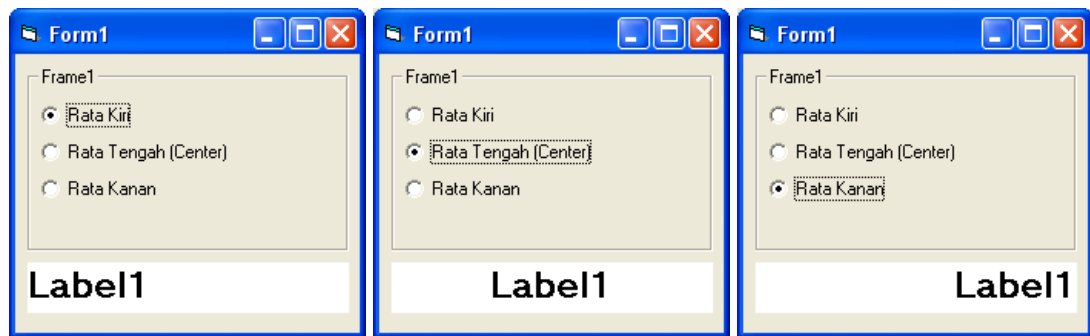 Form1
Frame1
Rata Kiri
Rata Tengah (Center)
Rata Kanan
Label1
Form1
Frame1
Rata Kiri
Rata Tengah (Center)
Rata Kanan
Label1
Form1
Frame1
Rata Kiri
Rata Tengah (Center)
Rata Kanan
Label1